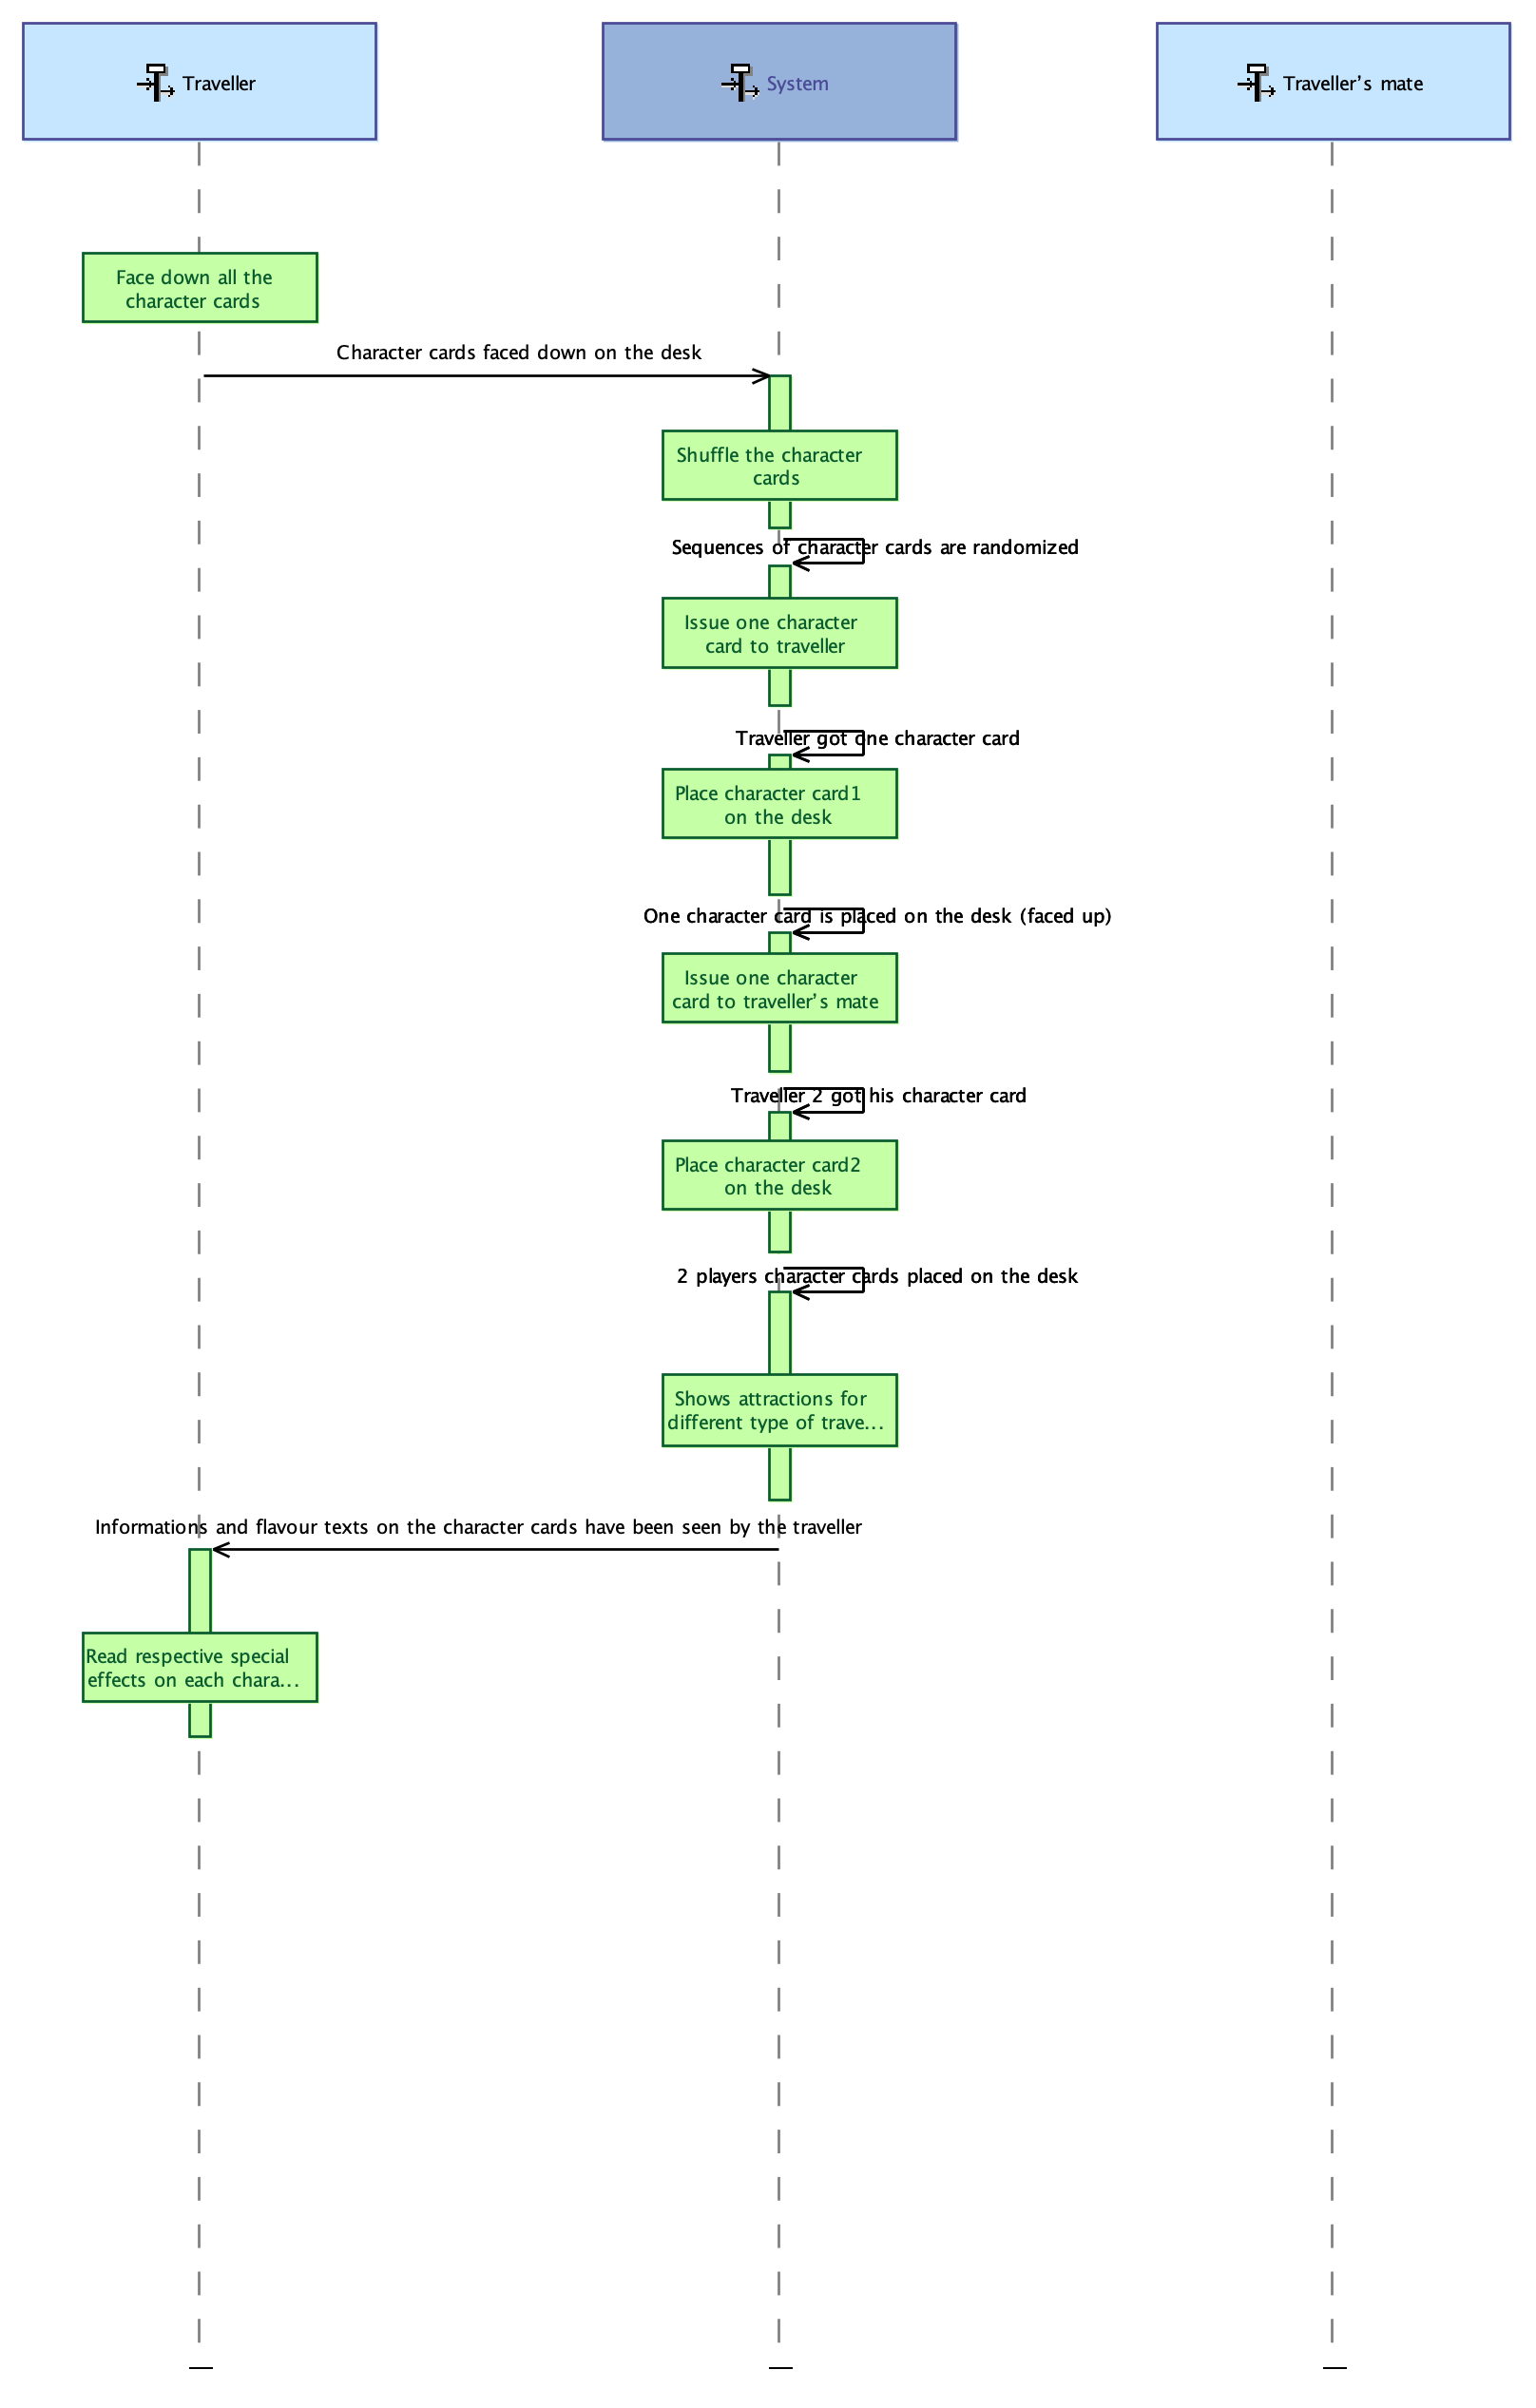 Traveller
System
Traveller's mate
Face down all the
character cards
Character cards faced down on the desk
Shuffle the character
cards
Sequences of character cards are randomized
Issue one character
card to traveller
Traveller got one character card
Place character card1
on the desk
One character card is placed on the desk (faced up)
Issue one character
card to traveller's mate
Traveller 2 got his character card
Place character card2
on the desk
2 players character cards placed on the desk
Shows attractions for
different type of trave...
Informations and flavour texts on the character cards have been seen by the traveller
Read respective special
effects on each chara...